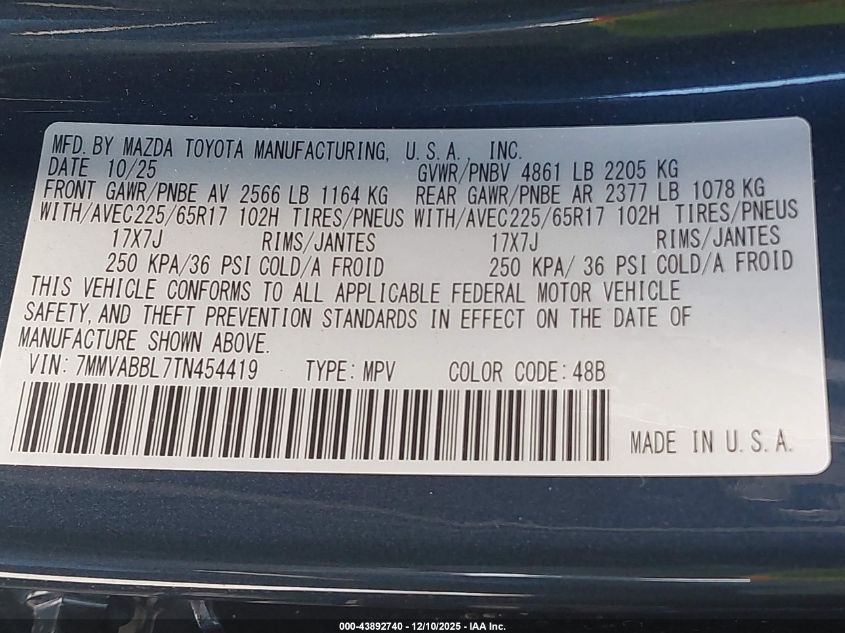 MFD. BY MAZDA TOYOTA MANUFACTURING, U.S.A., INC.
DATE 10/25 GVWR/PNBV 4861 LB 2205 KG
FRONT GAWR/PNBE AV 2566 LB 1164 KG REAR GAWR/PNBE AR 2377 LB 1078 KG
WITH/AVEC225/65R17 102H TIRES/PNEUS WITH/AVEC225/65R17 102H TIRES/PNEUS
17X7J RIMS/JANTES 17X7J RIMS/JANTES
250 KPA/36 PSI COLD/A FROID 250 KPA/ 36 PSI COLD/A FROID
THIS VEHICLE CONFORMS TO ALL APPLICABLE FEDERAL MOTOR VEHICLE
SAFETY, AND THEFT PREVENTION STANDARDS IN EFFECT ON THE DATE OF
MANUFACTURE SHOWN ABOVE.
VIN: 7MMVABBL7TN454419 TYPE: MPV COLOR CODE: 48B
MADE IN U.S.A.
000-43892740 - 12/10/2025 - IAA Inc.